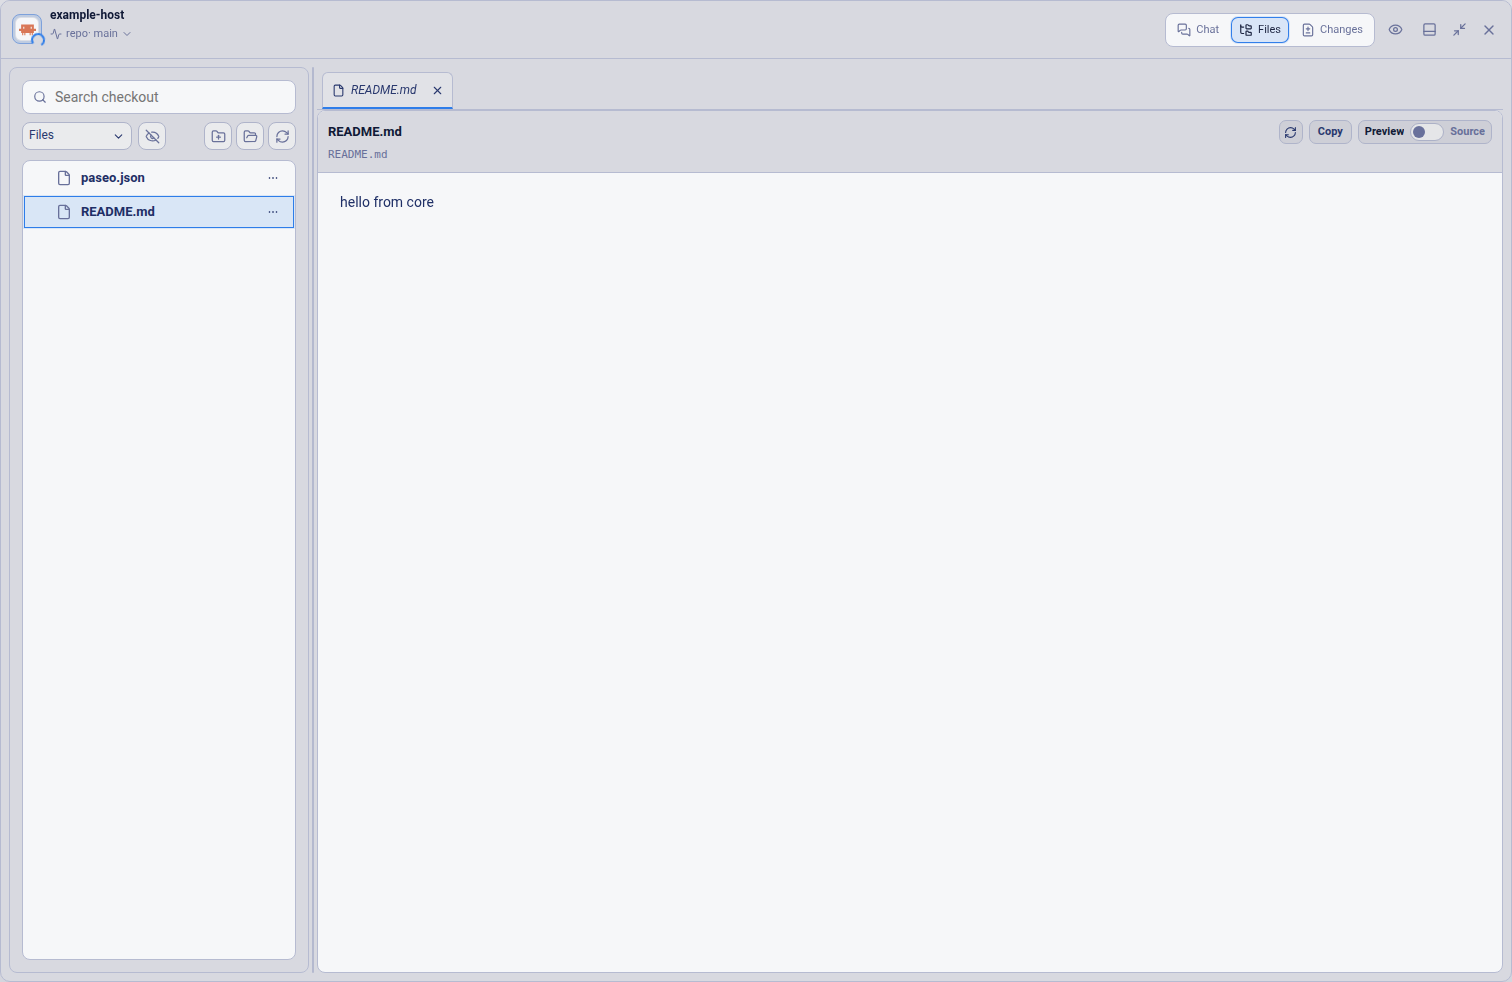 example-host
repo· main
Chat
Files
Changes
Search checkout
Files
paseo.json
README.md
README.md
README.md
README.md
Copy
Preview
Source
hello from core